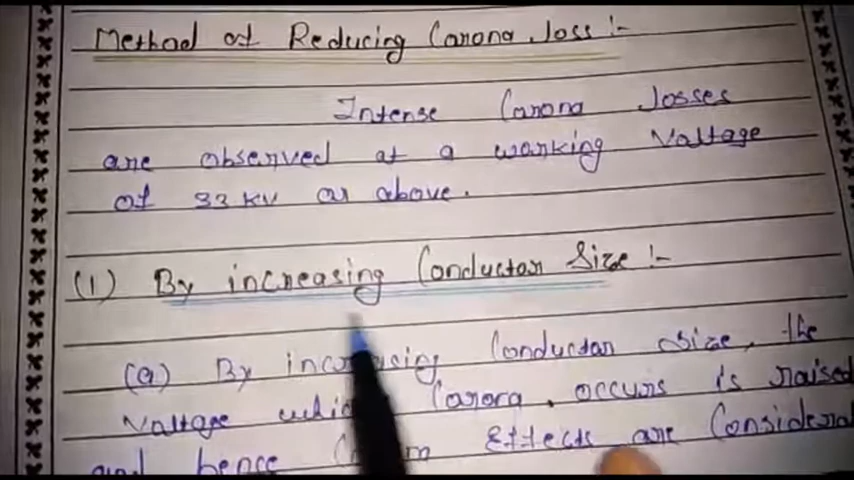 Method of Reducing Corona Loss :-
Intense Corona Losses
are observed at a working Voltage
of 33 KV or above.
(1) By increasing Conductor Size :-
(a) By increasing Conductor size, the
Voltage which Corona occurs is raised
and hence Effects are Considerab